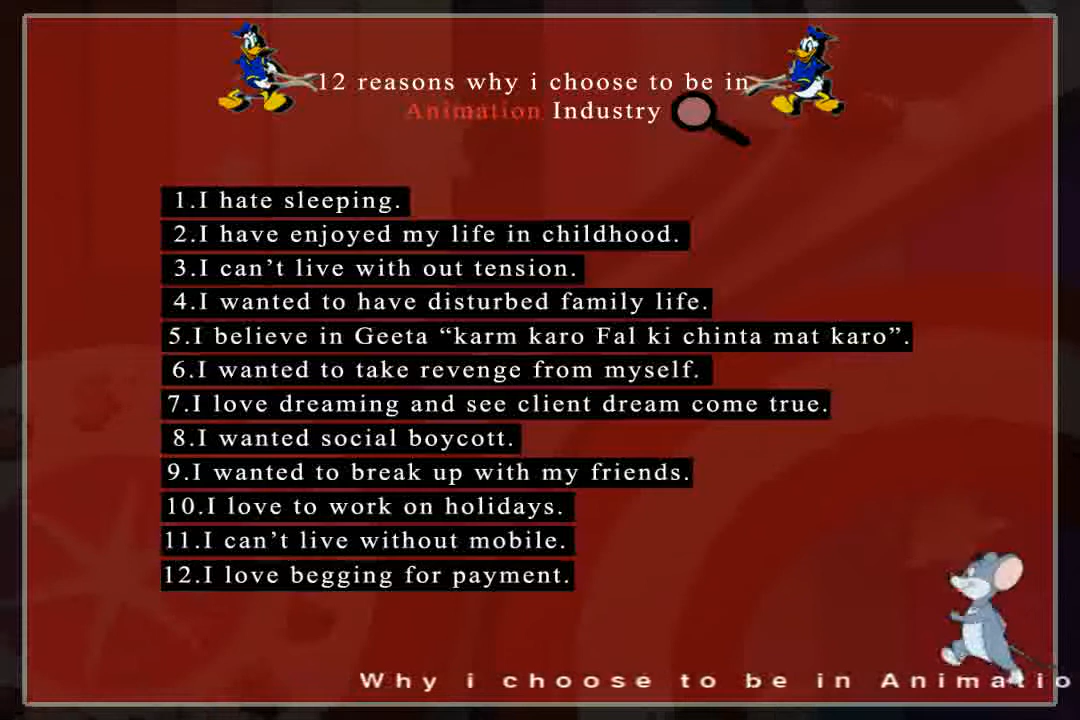 12 reasons why i choose to be in
Animation Industry
1.I hate sleeping.
2.I have enjoyed my life in childhood.
3.I can’t live with out tension.
4.I wanted to have disturbed family life.
5.I believe in Geeta “karm karo Fal ki chinta mat karo”.
6.I wanted to take revenge from myself.
7.I love dreaming and see client dream come true.
8.I wanted social boycott.
9.I wanted to break up with my friends.
10.I love to work on holidays.
11.I can’t live without mobile.
12.I love begging for payment.
Why i choose to be in Animatio